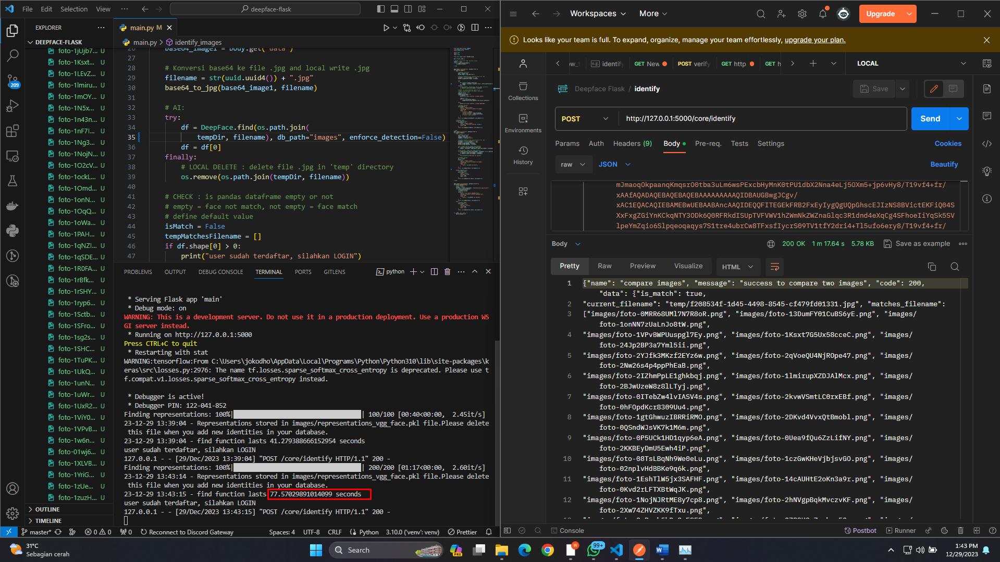 File Edit Selection View ··· deepface-flask
EXPLORER
DEEPFACE-FLASK
foto-1jUjb7... U
foto-1Ksxt... U
foto-1LEvZ... U
foto-1lmiru... U
foto-1mOY... U
foto-1N5x... U
foto-1n43n... U
foto-1nF7l... U
foto-1Ng3... U
foto-1NojN... U
foto-1O2cV... U
foto-1ockL... U
foto-1Omd... U
foto-1onN... U
foto-1OqQ... U
foto-1oWa... U
foto-1PAH... U
foto-1qNZI... U
foto-1qSDE... U
foto-1R0FA... U
foto-1rBfk... U
foto-1rSHY... U
foto-1ryp6... U
foto-1Sctb... U
foto-1SFro... U
foto-1sg2s... U
foto-1SHC... U
foto-1TuPK... U
foto-1UkQ... U
foto-1unN... U
foto-1uWr... U
foto-1UxR2... U
foto-1ViY0... U
foto-1VPvB... U
foto-1w6n... U
foto-01wj6... U
foto-1XLVB... U
foto-1YriG... U
foto-1zUe... U
foto-1zuzH... U
OUTLINE
TIMELINE
209
main.py M
main.py > identify_images
26 base64_image1 = body.get('data')
27
28 # Konversi base64 ke file .jpg and local write .jpg
29 filename = str(uuid.uuid4()) + ".jpg"
30 base64_to_jpg(base64_image1, filename)
31
32 # AI:
33 try:
34 df = DeepFace.find(os.path.join(
35 tempDir, filename), db_path="images", enforce_detection=False)
36 df = df[0]
37 finally:
38 # LOCAL DELETE : delete file .jpg in 'temp' directory
39 os.remove(os.path.join(tempDir, filename))
40
41 # CHECK : is pandas dataframe empty or not
42 # empty = face not match, not empty = face match
43 # define default value
44 isMatch = False
45 tempMatchesFilename = []
46 if df.shape[0] > 0:
47 print("user sudah terdaftar, silahkan LOGIN")
PROBLEMS OUTPUT DEBUG CONSOLE TERMINAL PORTS GITLENS python
* Serving Flask app 'main'
* Debug mode: on
WARNING: This is a development server. Do not use it in a production deployment. Use a production WS
GI server instead.
* Running on http://127.0.0.1:5000
Press CTRL+C to quit
* Restarting with stat
WARNING:tensorflow:From C:\Users\jokodho\AppData\Local\Programs\Python\Python310\lib\site-packages\k
eras\src\losses.py:2976: The name tf.losses.sparse_softmax_cross_entropy is deprecated. Please use t
f.compat.v1.losses.sparse_softmax_cross_entropy instead.
* Debugger is active!
* Debugger PIN: 122-041-852
Finding representations: 100%| | 100/100 [00:40<00:00, 2.45it/s]
23-12-29 13:39:04 - Representations stored in images/representations_vgg_face.pkl file.Please delete
this file when you add new identities in your database.
23-12-29 13:39:04 - find function lasts 41.279388666152954 seconds
user sudah terdaftar, silahkan LOGIN
127.0.0.1 - - [29/Dec/2023 13:39:04] "POST /core/identify HTTP/1.1" 200 -
Finding representations: 100%| | 200/200 [01:17<00:00, 2.60it/s]
23-12-29 13:43:14 - Representations stored in images/representations_vgg_face.pkl file.Please delete
this file when you add new identities in your database.
23-12-29 13:43:15 - find function lasts 77.57029891014099 seconds
user sudah terdaftar, silahkan LOGIN
127.0.0.1 - - [29/Dec/2023 13:43:15] "POST /core/identify HTTP/1.1" 200 -
master* 0 0 0 Reconnect to Discord Gateway Spaces: 4 UTF-8 CRLF Python 3.10.0 ('venv': venv) Prettier
Workspaces More Upgrade
Looks like your team is full. To expand, organize, manage your team effortlessly, upgrade your plan.
identify GET New POST verify GET http GET h LOCAL
Collections
Environments
History
HTTP Deepface Flask / identify Save
POST http://127.0.0.1:5000/core/identify Send
Params Auth Headers (9) Body Pre-req. Tests Settings Cookies
raw JSON Beautify
mJmaoqOkpaanqKmqsrO0tba3uLm6wsPExcbHyMnK0tPU1dbX2Nna4eLj5OXm5+jp6vHy8/T19vf4+fr/
xAAfAQADAQEBAQEBAQEBAAAAAAAAAQIDBAUGBwgJCgv/
xAC1EQACAQIEBAMEBwUEBAABAncAAQIDEQQFITEGEkFRB2FxEyIygQgUQpGhscEJIzNS8BVictEKFiQ04S
XxFxgZGiYnKCkqNTY3ODk6Q0RFRkdISUpTVFVWV1hZWmNkZWZnaGlqc3R1dnd4eXqCg4SFhoeIiYqSk5SV
lpeYmZqio6Slpqeoqaqys7S1tre4ubrCw8TFxsfIycrS09TV1tfY2dri4+Tl5ufo6ery8/T19vf4+fr/
Body 200 OK 1 m 17.64 s 5.78 KB Save as example
Pretty Raw Preview Visualize HTML
1 {"name": "compare images", "message": "success to compare two images", "code": 200,
"data": {"is_match": true,
2 "current_filename": "temp/f208534f-1d45-4498-8545-cf479fd01331.jpg", "matches_filename":
3 ["images/foto-0MRR68UMl7N7R8oR.png", "images/foto-13DumFY01CuBS6yE.png", "images/
foto-1onNN7zUaLnJo8tW.png",
4 "images/foto-1VPvBWPUuspgl7Ey.png", "images/foto-1Ksxt7G5Ux58cceC.png", "images/
foto-24Jp2BP3a7Yml5ii.png",
5 "images/foto-2YJfk3MKzf2EYz6w.png", "images/foto-2qVoeQU4NjROpe47.png", "images/
foto-2Nw26s4p4ppPhEaB.png",
6 "images/foto-2IZhmPpLE1ghkbqj.png", "images/foto-1lmirupXZDJAlMcx.png", "images/
foto-2BJwUzeW8z8lLTyj.png",
7 "images/foto-0ITebZw4lvIASV4s.png", "images/foto-2kvwVSmtLC0rxEBf.png", "images/
foto-0hFOpdKcr8309Uu4.png",
8 "images/foto-1gtGhwuzIBRRiRMO.png", "images/foto-2DKvd4VvxQtBmobl.png", "images/
foto-0QSndWJsVK7k1M6m.png",
9 "images/foto-0P5UCk1HD1qyp6eA.png", "images/foto-0Uea9fQu6ZzLifNY.png", "images/
foto-2KKBEyDmU5Ewh4iP.png",
10 "images/foto-08TsLBqNh9We0eLu.png", "images/foto-1czGwKHeVjbjsvGO.png", "images/
foto-02nplvHdBBKe9q6k.png",
11 "images/foto-1EshTlW5jx3SAFHF.png", "images/foto-14cAUHtE2oKn3a9r.png", "images/
foto-0Kvd2rLFTXBtWqJK.png",
12 "images/foto-1NojNJRtME8y7cp8.png", "images/foto-2hNVgpBqkMvczvKF.png", "images/
foto-2Xw74ZHVZKK9fTxu.png",
Console Postbot Runner
31°C
Sebagian cerah
Search
PRE
99+
1:43 PM
12/29/2023